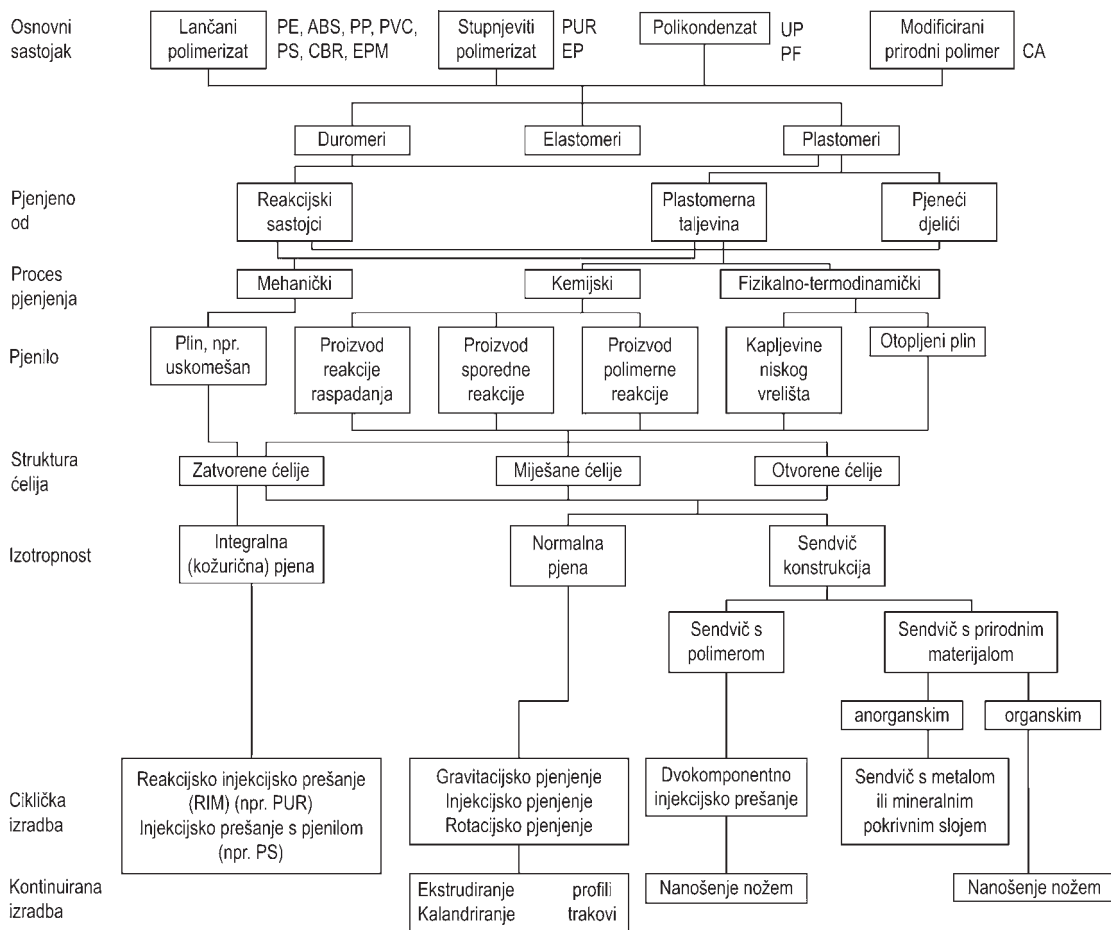 Osnovni
sastojak
Lančani
polimerizat
PE, ABS, PP, PVC,
PS, CBR, EPM
Stupnjeviti
polimerizat
PUR
EP
Polikondenzat
UP
PF
Modificirani
prirodni polimer
CA
Duromeri
Elastomeri
Plastomeri
Pjenjeno
od
Reakcijski
sastojci
Plastomerna
taljevina
Pjeneći
djelići
Proces
pjenjenja
Mehanički
Kemijski
Fizikalno-termodinamički
Pjenilo
Plin, npr.
uskomešan
Proizvod
reakcije
raspadanja
Proizvod
sporedne
reakcije
Proizvod
polimerne
reakcije
Kapljevine
niskog
vrelišta
Otopljeni plin
Struktura
ćelija
Zatvorene ćelije
Miješane ćelije
Otvorene ćelije
Izotropnost
Integralna
(kožurična) pjena
Normalna
pjena
Sendvič
konstrukcija
Sendvič s
polimerom
Sendvič s prirodnim
materijalom
anorganskim
organskim
Ciklička
izradba
Reakcijsko injekcijsko prešanje
(RIM) (npr. PUR)
Injekcijsko prešanje s pjenilom
(npr. PS)
Gravitacijsko pjenjenje
Injekcijsko pjenjenje
Rotacijsko pjenjenje
Dvokomponentno
injekcijsko prešanje
Sendvič s metalom
ili mineralnim
pokrivnim slojem
Kontinuirana
izradba
Ekstrudiranje profili
Kalandriranje trakovi
Nanošenje nožem
Nanošenje nožem